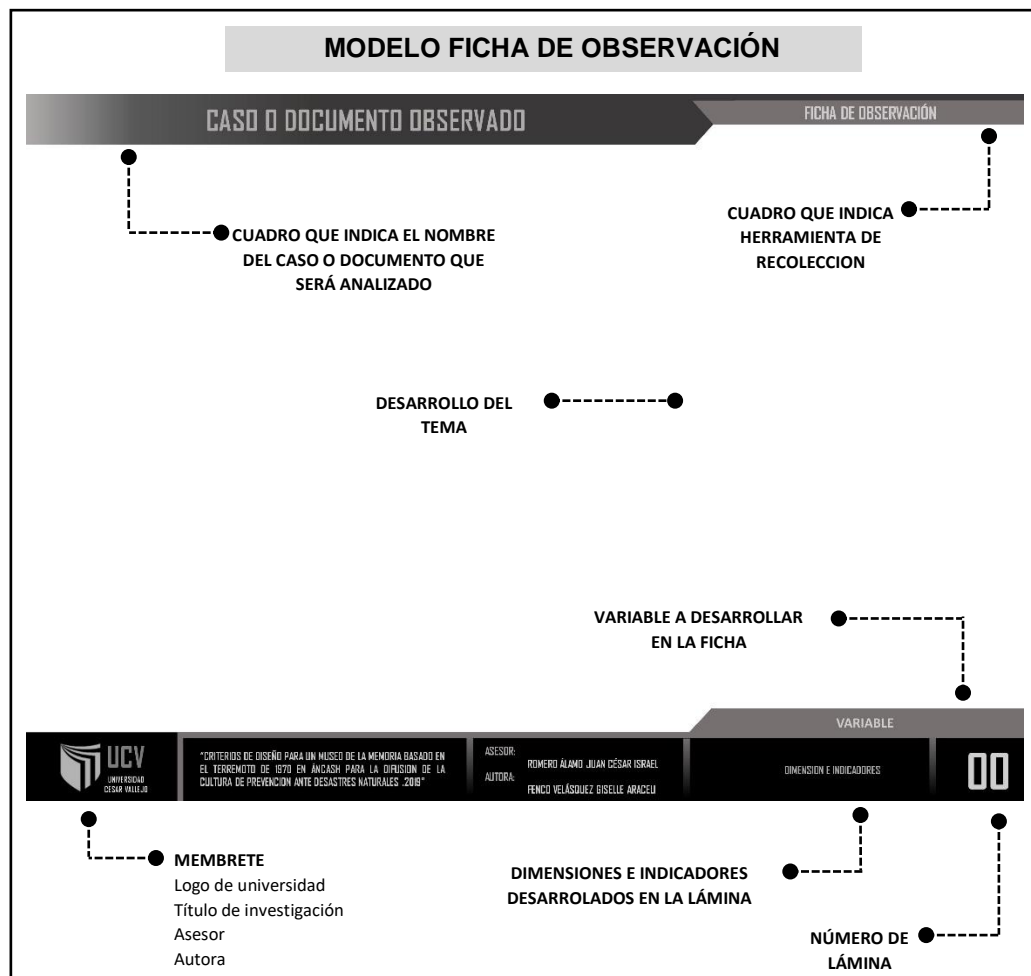 MODELO FICHA DE OBSERVACIÓN
CASO O DOCUMENTO OBSERVADO
FICHA DE OBSERVACIÓN
CUADRO QUE INDICA EL NOMBRE
DEL CASO O DOCUMENTO QUE
SERÁ ANALIZADO
CUADRO QUE INDICA
HERRAMIENTA DE
RECOLECCION
DESARROLLO DEL
TEMA
VARIABLE A DESARROLLAR
EN LA FICHA
VARIABLE
UCV
UNIVERSIDAD
CESAR VALLEJO
"CRITERIOS DE DISEÑO PARA UN MUSEO DE LA MEMORIA BASADO EN
EL TERREMOTO DE 1970 EN ÁNCASH PARA LA DIFUSION DE LA
CULTURA DE PREVENCION ANTE DESASTRES NATURALES .2019"
ASESOR:
ROMERO ÁLAMO JUAN CÉSAR ISRAEL
AUTORA:
FENCO VELÁSQUEZ GISELLE ARACELI
DIMENSION E INDICADORES
00
MEMBRETE
Logo de universidad
Título de investigación
Asesor
Autora
DIMENSIONES E INDICADORES
DESARROLADOS EN LA LÁMINA
NÚMERO DE
LÁMINA